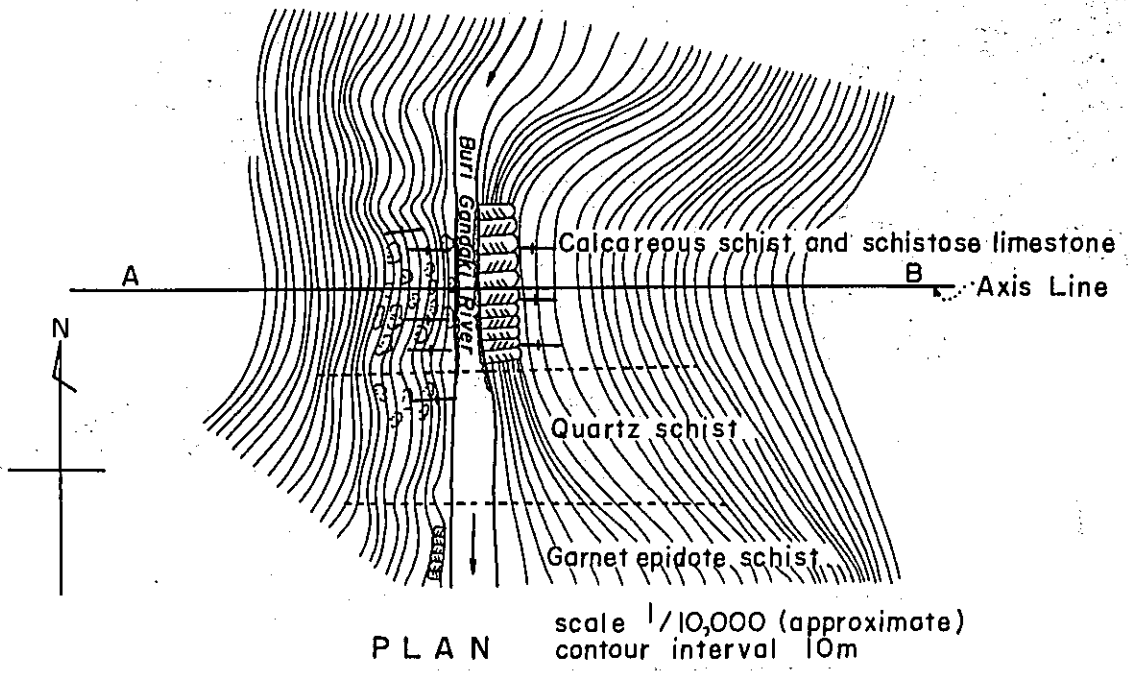 Buri Gandaki River
Calcareous schist and schistose limestone
A
B
Axis Line
N
Quartz schist
Garnet epidote schist
PLAN
scale 1/10,000 (approximate)
contour interval 10m